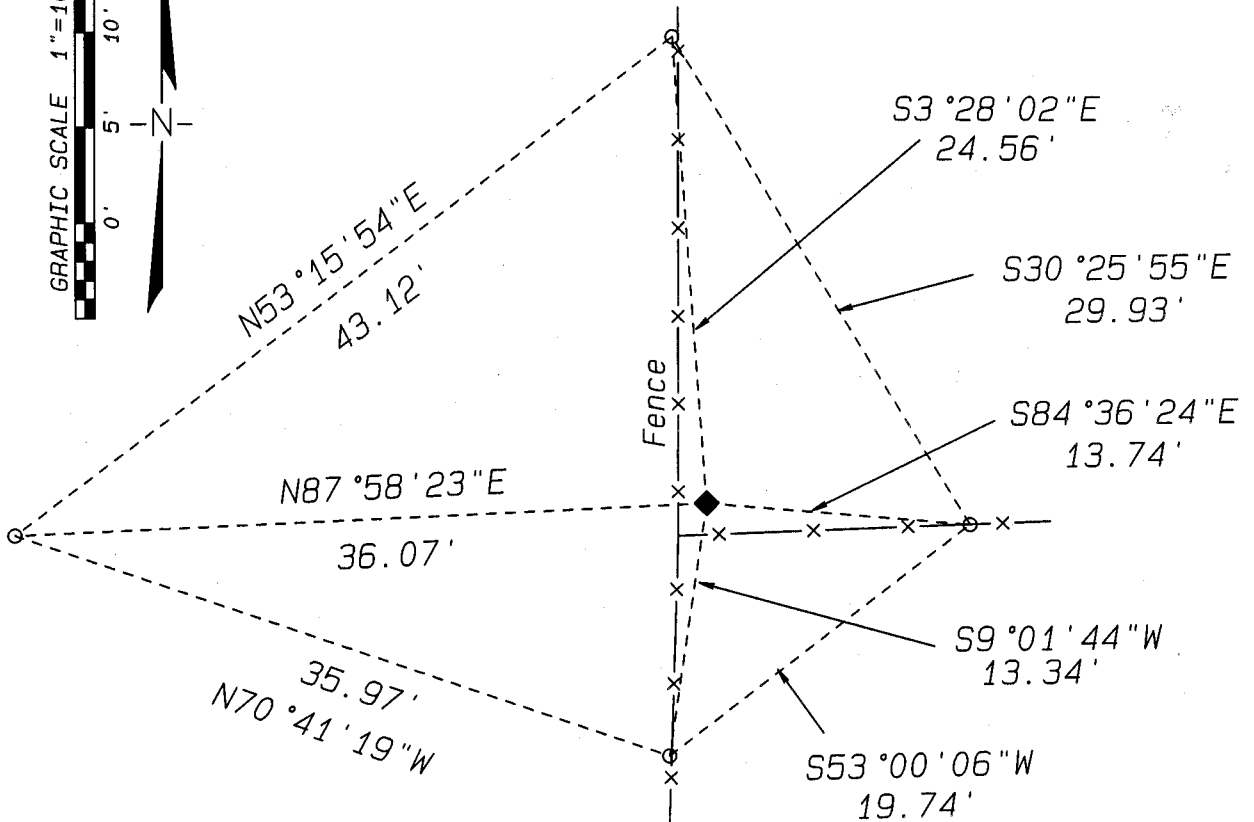 GRAPHIC SCALE 1"=10
0'
5'
10'
-N-
N53°15'54"E
43.12'
S3°28'02"E
24.56'
S30°25'55"E
29.93'
Fence
S84°36'24"E
13.74'
N87°58'23"E
36.07'
S9°01'44"W
13.34'
35.97'
N70°41'19"W
S53°00'06"W
19.74'